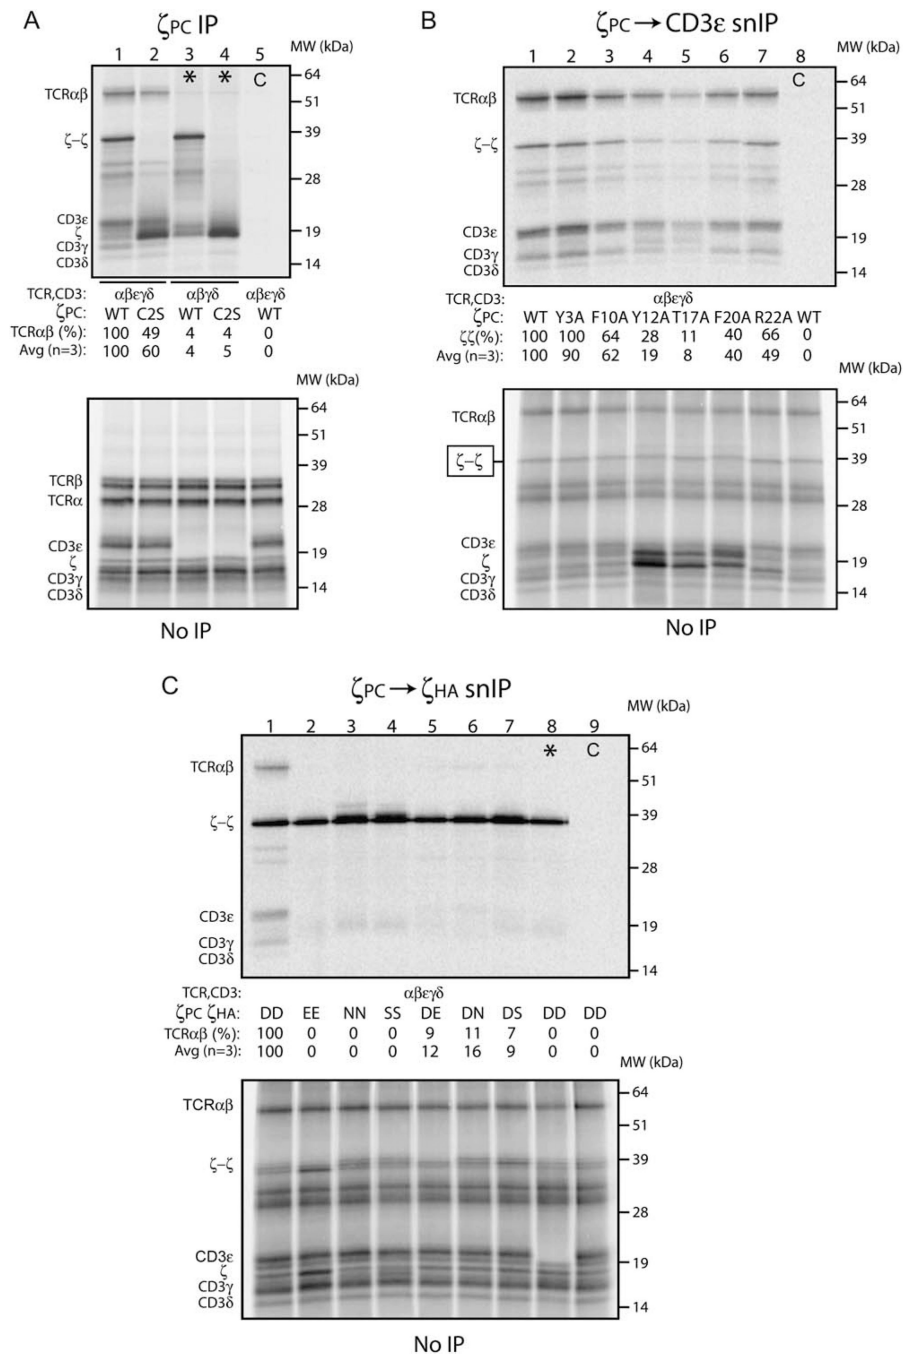 A
ζPC IP
1 2 3 4 5
MW (kDa)
* * C
TCRαβ
ζ–ζ
CD3ε
ζ
CD3γ
CD3δ
64
51
39
28
19
14
TCR,CD3: αβεγδ αβγδ αβεγδ
ζPC: WT C2S WT C2S WT
TCRαβ (%): 100 49 4 4 0
Avg (n=3): 100 60 4 5 0
MW (kDa)
TCRβ
TCRα
CD3ε
ζ
CD3γ
CD3δ
64
51
39
28
19
14
No IP
B
ζPC → CD3ε snIP
MW (kDa)
1 2 3 4 5 6 7 8
C
TCRαβ
ζ–ζ
CD3ε
CD3γ
CD3δ
64
51
39
28
19
14
TCR,CD3: αβεγδ
ζPC: WT Y3A F10A Y12A T17A F20A R22A WT
ζζ(%): 100 100 64 28 11 40 66 0
Avg (n=3): 100 90 62 19 8 40 49 0
MW (kDa)
TCRαβ
ζ–ζ
CD3ε
ζ
CD3γ
CD3δ
64
51
39
28
19
14
No IP
C
ζPC → ζHA snIP
MW (kDa)
1 2 3 4 5 6 7 8 9
* C
TCRαβ
ζ–ζ
CD3ε
CD3γ
CD3δ
64
51
39
28
19
14
TCR,CD3: αβεγδ
ζPC ζHA: DD EE NN SS DE DN DS DD DD
TCRαβ (%): 100 0 0 0 9 11 7 0 0
Avg (n=3): 100 0 0 0 12 16 9 0 0
MW (kDa)
TCRαβ
ζ–ζ
CD3ε
ζ
CD3γ
CD3δ
64
51
39
28
19
14
No IP